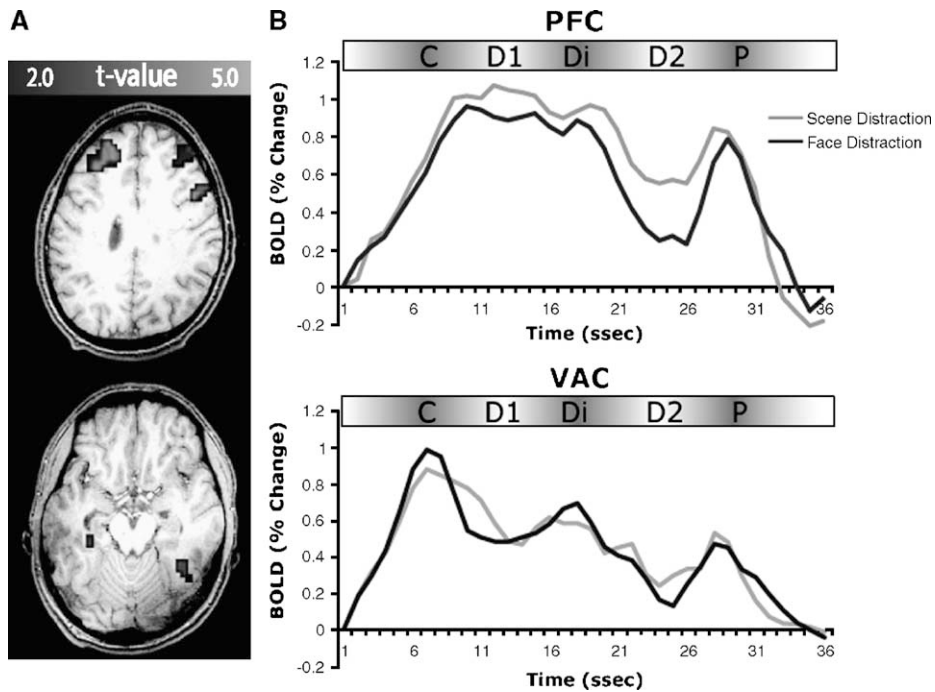 A
2.0 t-value 5.0
B
PFC
C D1 Di D2 P
1.2
1
0.8
0.6
0.4
0.2
0
-0.2
BOLD (% Change)
1 6 11 16 21 26 31 36
Time (ssec)
Scene Distraction
Face Distraction
VAC
C D1 Di D2 P
1.2
1
0.8
0.6
0.4
0.2
0
-0.2
BOLD (% Change)
1 6 11 16 21 26 31 36
Time (ssec)